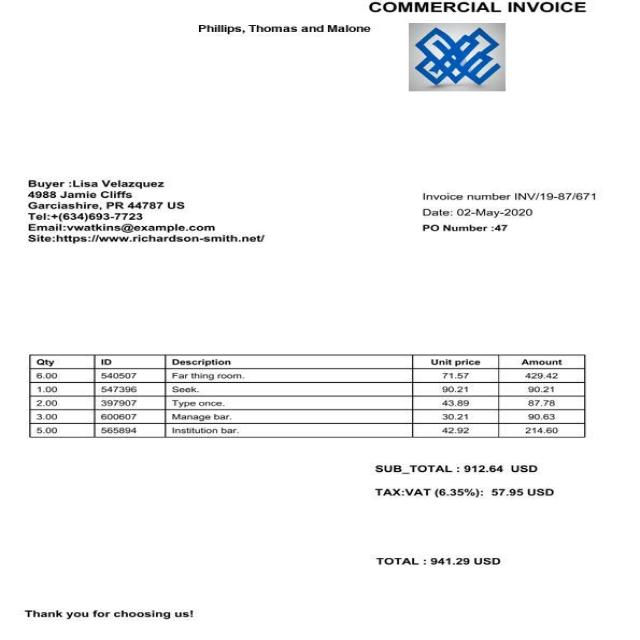 COMMERCIAL INVOICE
Phillips, Thomas and Malone
Buyer :Lisa Velazquez
4988 Jamie Cliffs
Garciashire, PR 44787 US
Tel:+(634)693-7723
Email:vwatkins@example.com
Site:https://www.richardson-smith.net/
Invoice number INV/19-87/671
Date: 02-May-2020
PO Number :47
Qty ID Description Unit price Amount
6.00 540507 Far thing room. 71.57 429.42
1.00 547396 Seek. 90.21 90.21
2.00 397907 Type once. 43.89 87.78
3.00 600607 Manage bar. 30.21 90.63
5.00 565894 Institution bar. 42.92 214.60
SUB_TOTAL : 912.64 USD
TAX:VAT (6.35%): 57.95 USD
TOTAL : 941.29 USD
Thank you for choosing us!